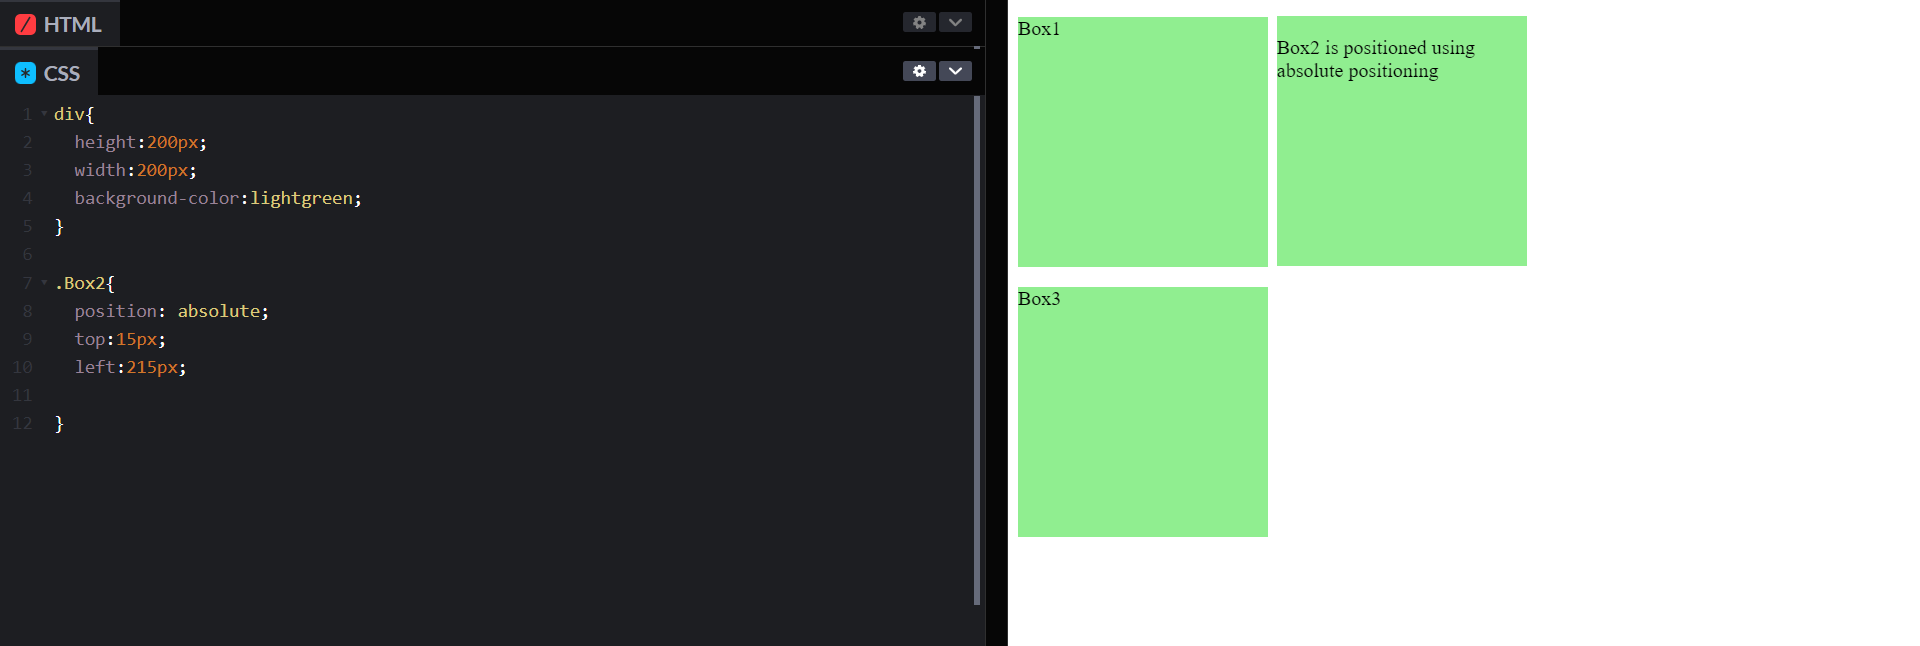 HTML
CSS
1 div{
2 height:200px;
3 width:200px;
4 background-color:lightgreen;
5 }
6
7 .Box2{
8 position: absolute;
9 top:15px;
10 left:215px;
11
12 }
Box1
Box2 is positioned using
absolute positioning
Box3